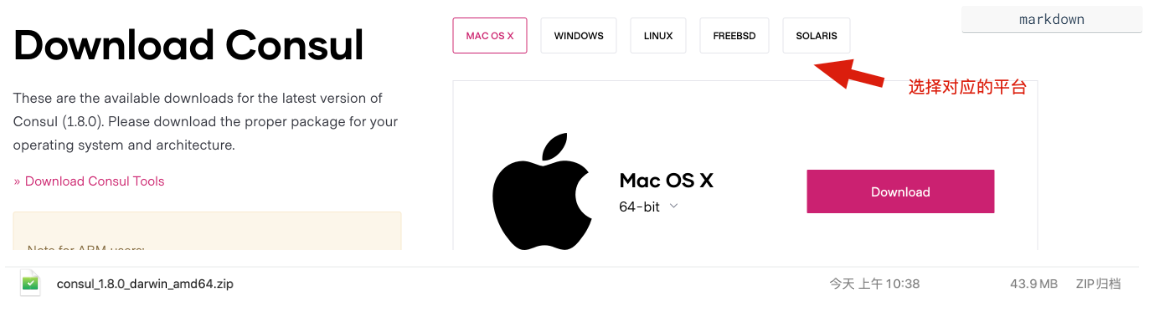 markdown
Download Consul
MAC OS X
WINDOWS
LINUX
FREEBSD
SOLARIS
选择对应的平台
These are the available downloads for the latest version of
Consul (1.8.0). Please download the proper package for your
operating system and architecture.
» Download Consul Tools
Mac OS X
64-bit
Download
Note for ARM users:
consul_1.8.0_darwin_amd64.zip 今天 上午 10:38 43.9 MB ZIP归档